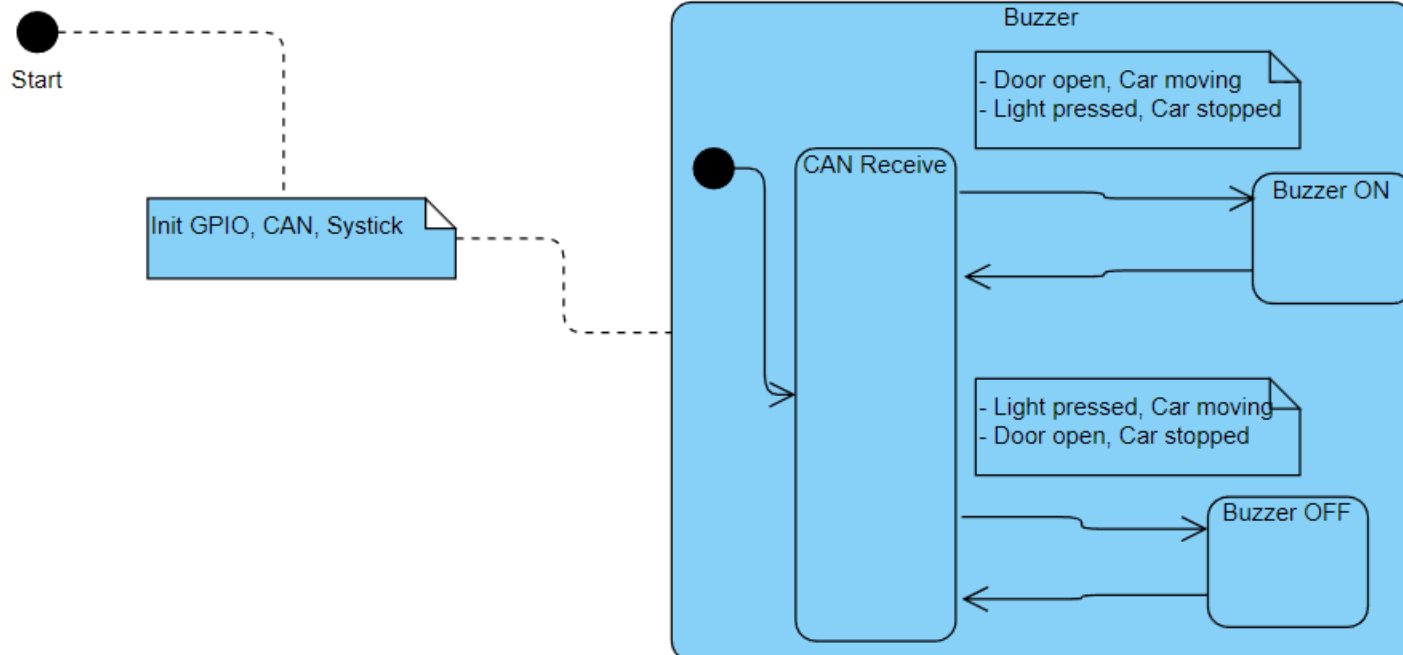 Start
Init GPIO, CAN, Systick
Buzzer
- Door open, Car moving
- Light pressed, Car stopped
CAN Receive
Buzzer ON
- Light pressed, Car moving
- Door open, Car stopped
Buzzer OFF